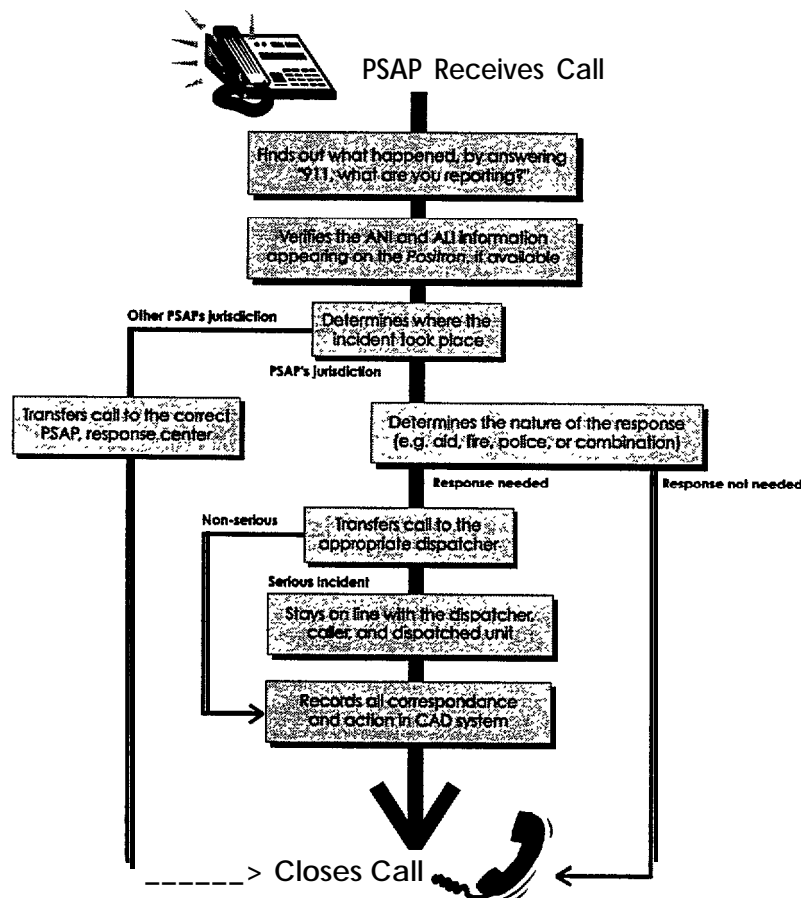 PSAP Receives Call
Finds out what happened, by answering
"911, what are you reporting?"
Verifies the ANI and ALI information
appearing on the Positron, if available
Other PSAP's jurisdiction
Determines where the
incident took place
PSAP's jurisdiction
Transfers call to the correct
PSAP, response center
Determines the nature of the response
(e.g. aid, fire, police, or combination)
Response needed
Response not needed
Non-serious
Transfers call to the
appropriate dispatcher
Serious incident
Stays on line with the dispatcher,
caller, and dispatched unit
Records all correspondance
and action in CAD system
Closes Call